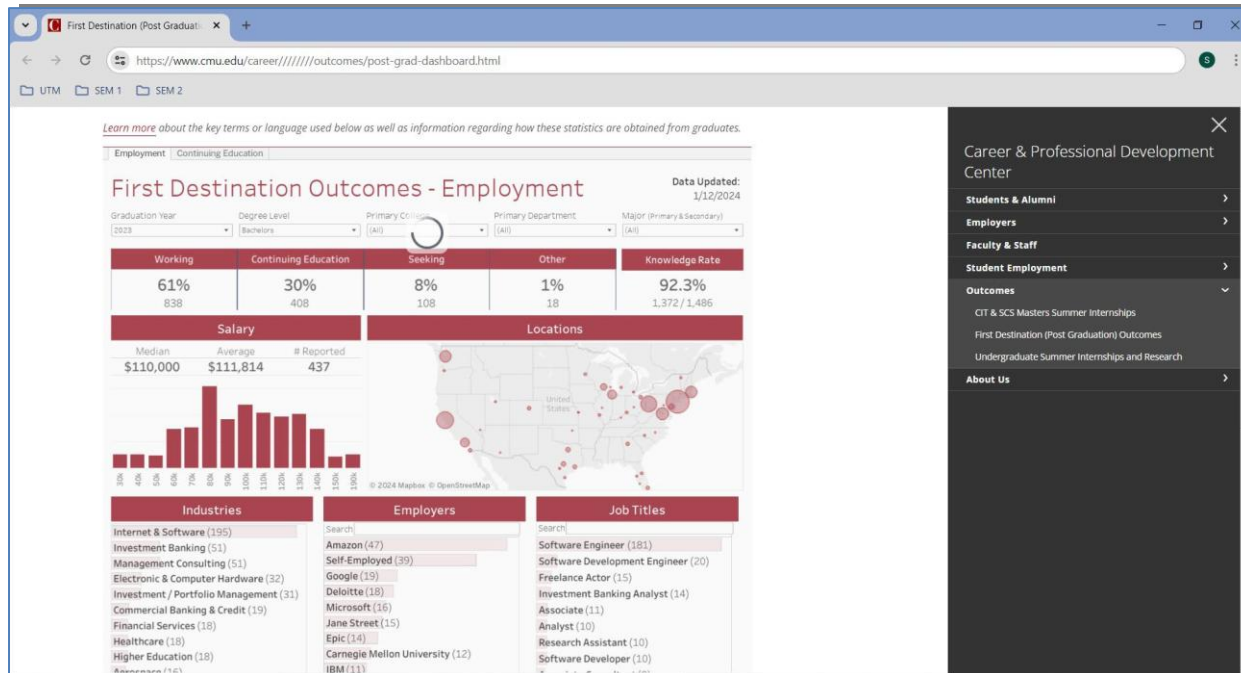 First Destination (Post Graduati
https://www.cmu.edu/career////////outcomes/post-grad-dashboard.html
S
UTM SEM 1 SEM 2
Learn more about the key terms or language used below as well as information regarding how these statistics are obtained from graduates.
Employment Continuing Education
First Destination Outcomes - Employment
Data Updated:
1/12/2024
Graduation Year Degree Level Primary Primary Department Major (Primary & Secondary)
2023 Bachelors (All) (All) (All)
Working Continuing Education Seeking Other Knowledge Rate
61% 30% 8% 1% 92.3%
838 408 108 18 1,372 / 1,486
Salary Locations
Median Average # Reported
$110,000 $111,814 437
United
States
30k 40k 50k 60k 70k 80k 90k 100k 110k 120k 130k 140k 150k 190k
© 2024 Mapbox © OpenStreetMap
Industries
Internet & Software (195)
Investment Banking (51)
Management Consulting (51)
Electronic & Computer Hardware (32)
Investment / Portfolio Management (31)
Commercial Banking & Credit (19)
Financial Services (18)
Healthcare (18)
Higher Education (18)
Aerospace (16)
Employers
Search
Amazon (47)
Self-Employed (39)
Google (19)
Deloitte (18)
Microsoft (16)
Jane Street (15)
Epic (14)
Carnegie Mellon University (12)
IBM (11)
Job Titles
Search
Software Engineer (181)
Software Development Engineer (20)
Freelance Actor (15)
Investment Banking Analyst (14)
Associate (11)
Analyst (10)
Research Assistant (10)
Software Developer (10)
Career & Professional Development
Center
Students & Alumni
Employers
Faculty & Staff
Student Employment
Outcomes
CIT & SCS Masters Summer Internships
First Destination (Post Graduation) Outcomes
Undergraduate Summer Internships and Research
About Us